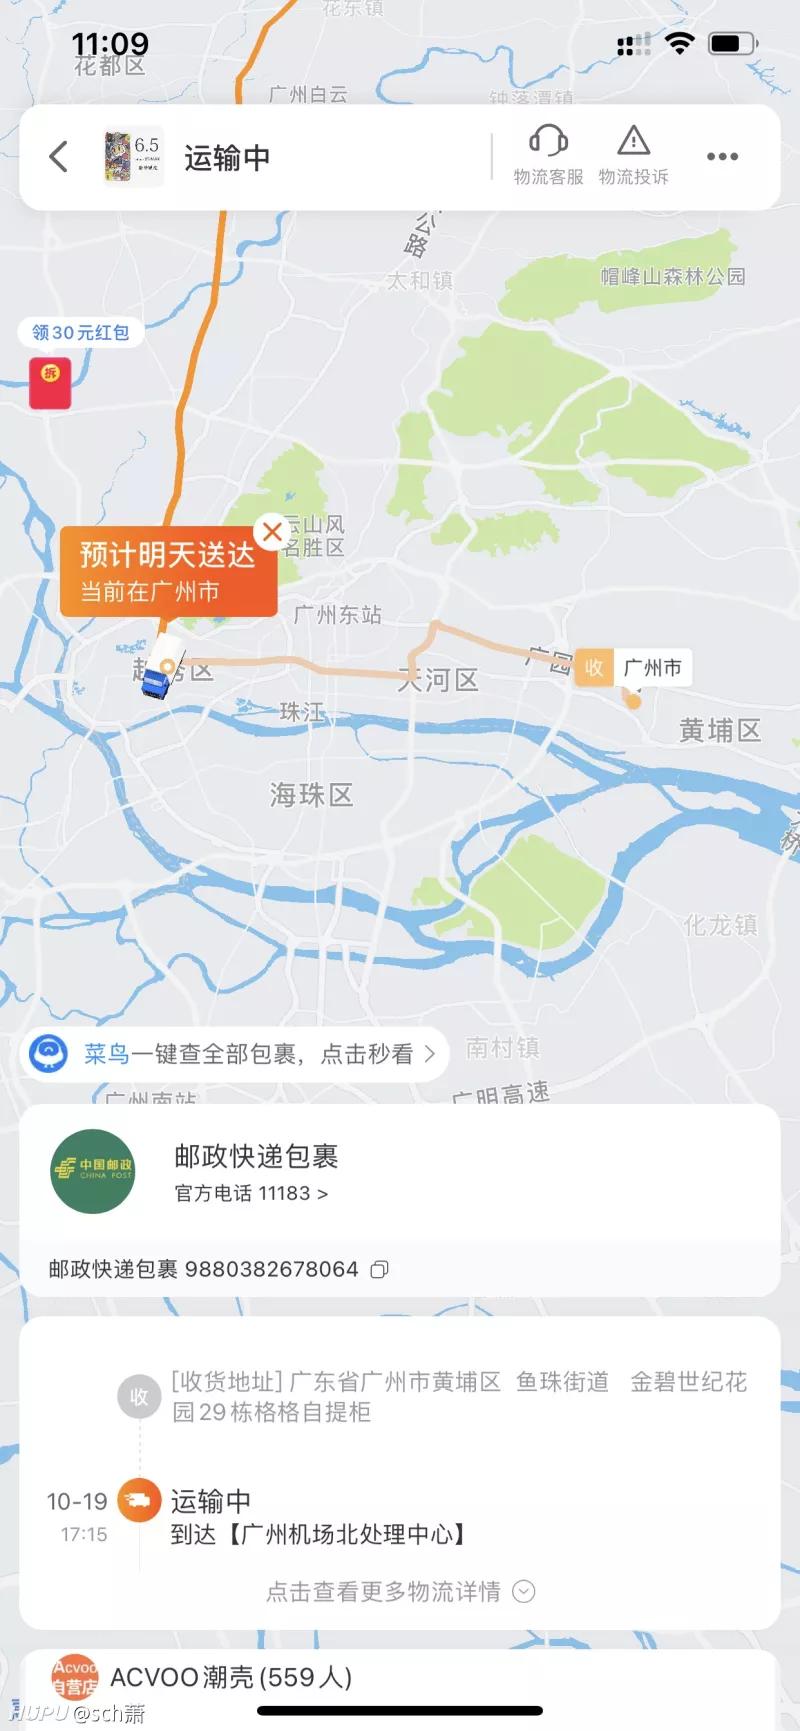 花东镇
11:09
花都区
广州白云
钟落潭镇
6.5
运输中
物流客服
物流投诉
公路
太和镇
帽峰山森林公园
领30元红包
拆
云山风
名胜区
预计明天送达
当前在广州市
广州东站
越秀区
广园
收
广州市
天河区
珠江
黄埔区
海珠区
大桥
化龙镇
南村镇
菜鸟一键查全部包裹，点击秒看
广州南站
广明高速
中国邮政
CHINA POST
邮政快递包裹
官方电话 11183 >
邮政快递包裹 9880382678064
收
[收货地址] 广东省广州市黄埔区 鱼珠街道 金碧世纪花
园29栋格格自提柜
10-19
运输中
17:15
到达【广州机场北处理中心】
点击查看更多物流详情
Acvoo
自营店
ACVOO潮壳(559人)
HUPU @sch萧